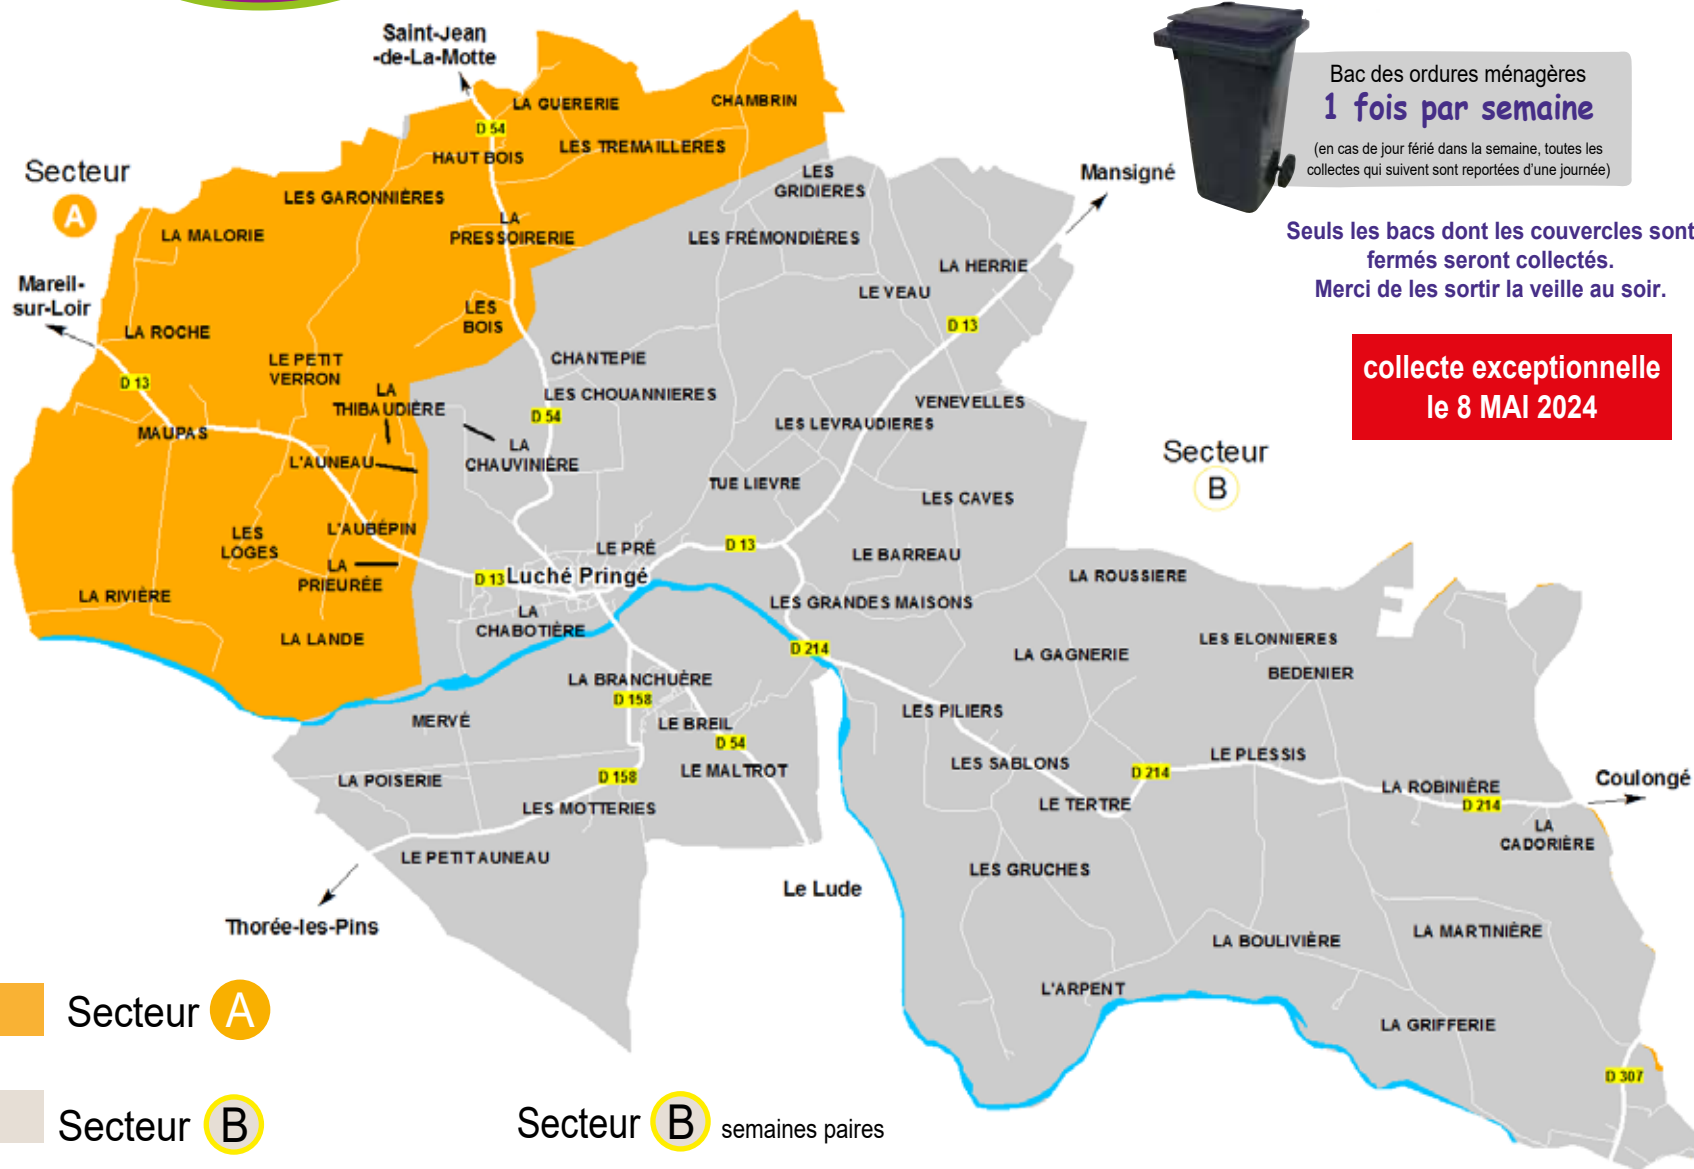 Saint-Jean
-de-La-Motte
Bac des ordures ménagères
1 fois par semaine
(en cas de jour férié dans la semaine, toutes les
collectes qui suivent sont reportées d'une journée)
Seuls les bacs dont les couvercles sont
fermés seront collectés.
Merci de les sortir la veille au soir.
collecte exceptionnelle
le 8 MAI 2024
Secteur
A
Mareil-
sur-Loir
Mansigné
LA GUERERIE
CHAMBRIN
D 54
HAUT BOIS
LES TREMAILLERES
LES GARONNIÈRES
LES
GRIDIERES
LA MALORIE
LA
PRESSOIRERIE
LES FRÉMONDIÈRES
LA HERRIE
LE VEAU
LES
BOIS
D 13
LA ROCHE
LE PETIT
VERRON
CHANTEPIE
D 13
LA
THIBAUDIÈRE
LES CHOUANNIERES
D 54
VENEVELLES
LES LEVRAUDIERES
MAUPAS
L'AUNEAU
LA
CHAUVINIÈRE
Secteur
B
TUE LIEVRE
LES CAVES
LES
LOGES
L'AUBÉPIN
LE PRÉ
D 13
LE BARREAU
LA
PRIEURÉE
D 13
Luché Pringé
LA ROUSSIERE
LA RIVIÈRE
LA
CHABOTIÈRE
LES GRANDES MAISONS
LA LANDE
D 214
LA GAGNERIE
LES ELONNIERES
BEDENIER
LA BRANCHUÈRE
D 158
MERVÉ
LE BREIL
D 54
LES PILIERS
LA POISERIE
D 158
LE MALTROT
LES SABLONS
D 214
LE PLESSIS
LA ROBINIÈRE
D 214
Coulongé
LES MOTTERIES
LE TERTRE
LA
CADORIÈRE
LE PETIT AUNEAU
LES GRUCHES
Le Lude
Thorée-les-Pins
LA BOULIVIÈRE
LA MARTINIÈRE
L'ARPENT
LA GRIFFERIE
D 307
Secteur A
Secteur B
Secteur B semaines paires